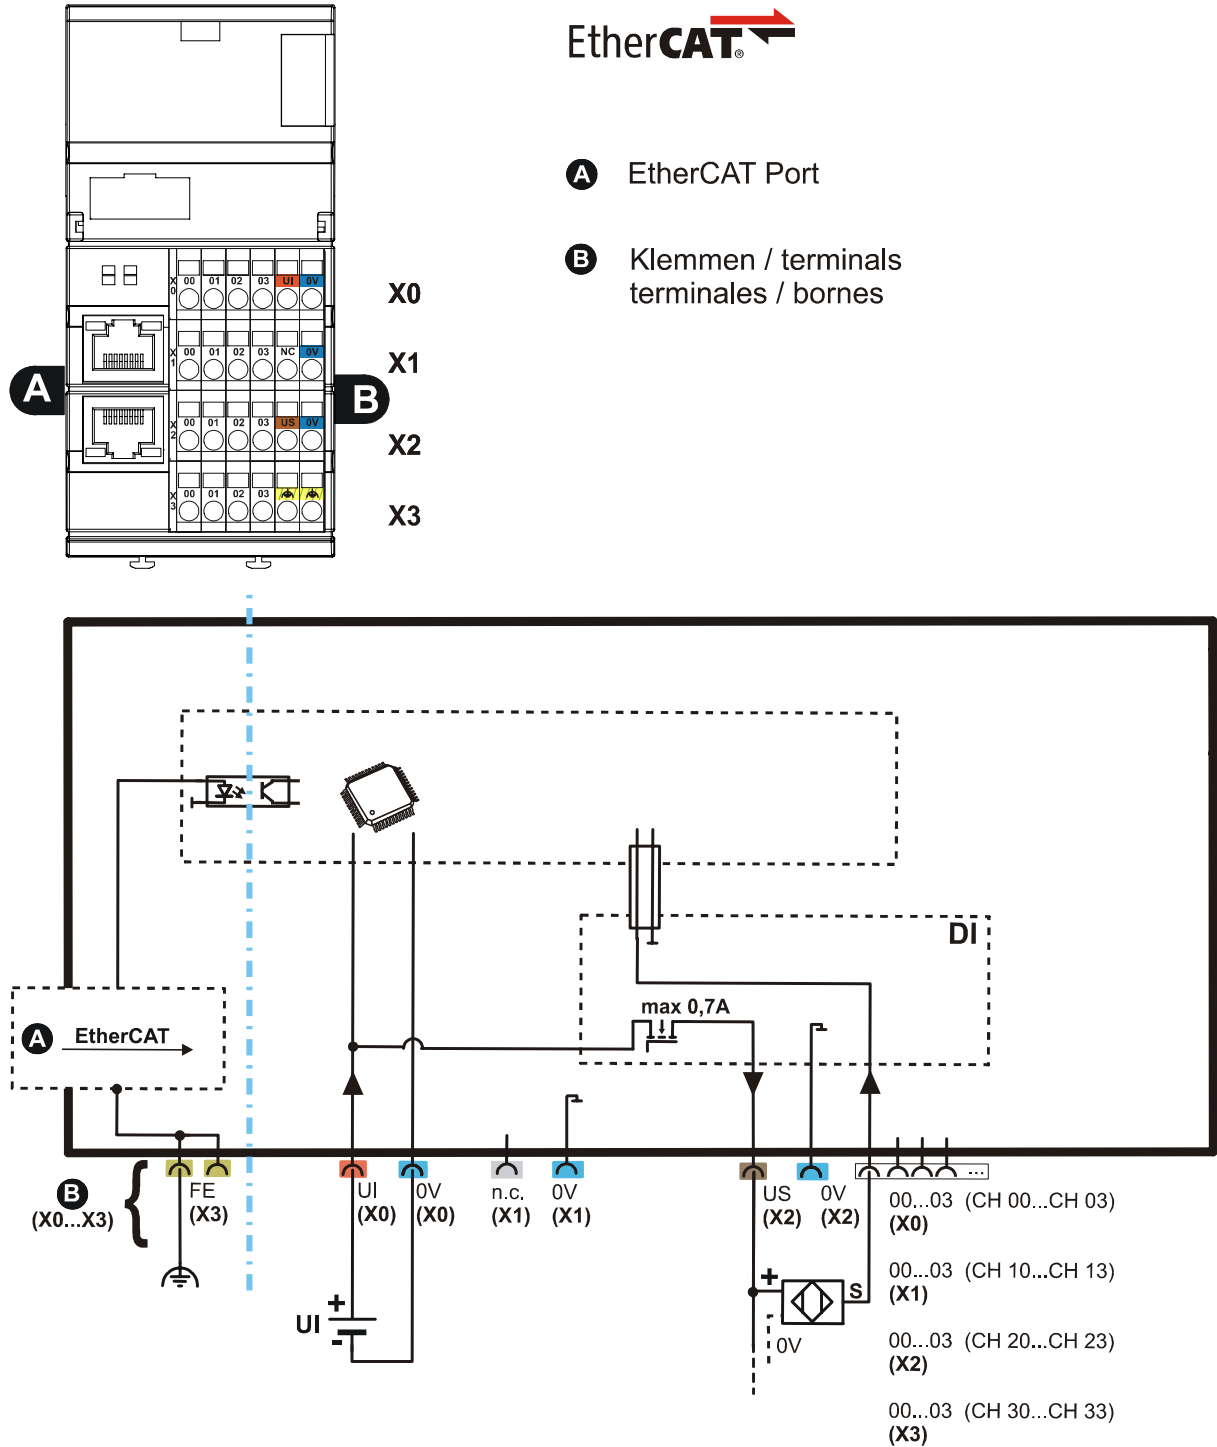 EtherCAT®
A EtherCAT Port
B Klemmen / terminals
terminales / bornes
X0 00 01 02 03 UI 0V X0
X1 00 01 02 03 NC 0V X1
X2 00 01 02 03 US 0V X2
X3 00 01 02 03 X3
A
B
DI
max 0,7A
A EtherCAT
B
(X0...X3)
FE
(X3)
UI
(X0)
0V
(X0)
n.c.
(X1)
0V
(X1)
US
(X2)
0V
(X2)
...
00...03 (CH 00...CH 03)
(X0)
00...03 (CH 10...CH 13)
(X1)
00...03 (CH 20...CH 23)
(X2)
00...03 (CH 30...CH 33)
(X3)
UI
+
-
+
S
0V